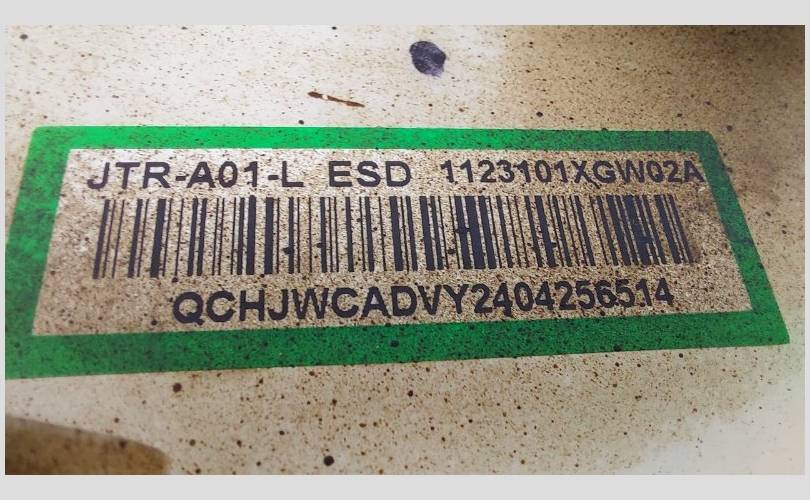 JTR-A01-L ESD 1123101XGW02A
QCHJWCADVY2404256514